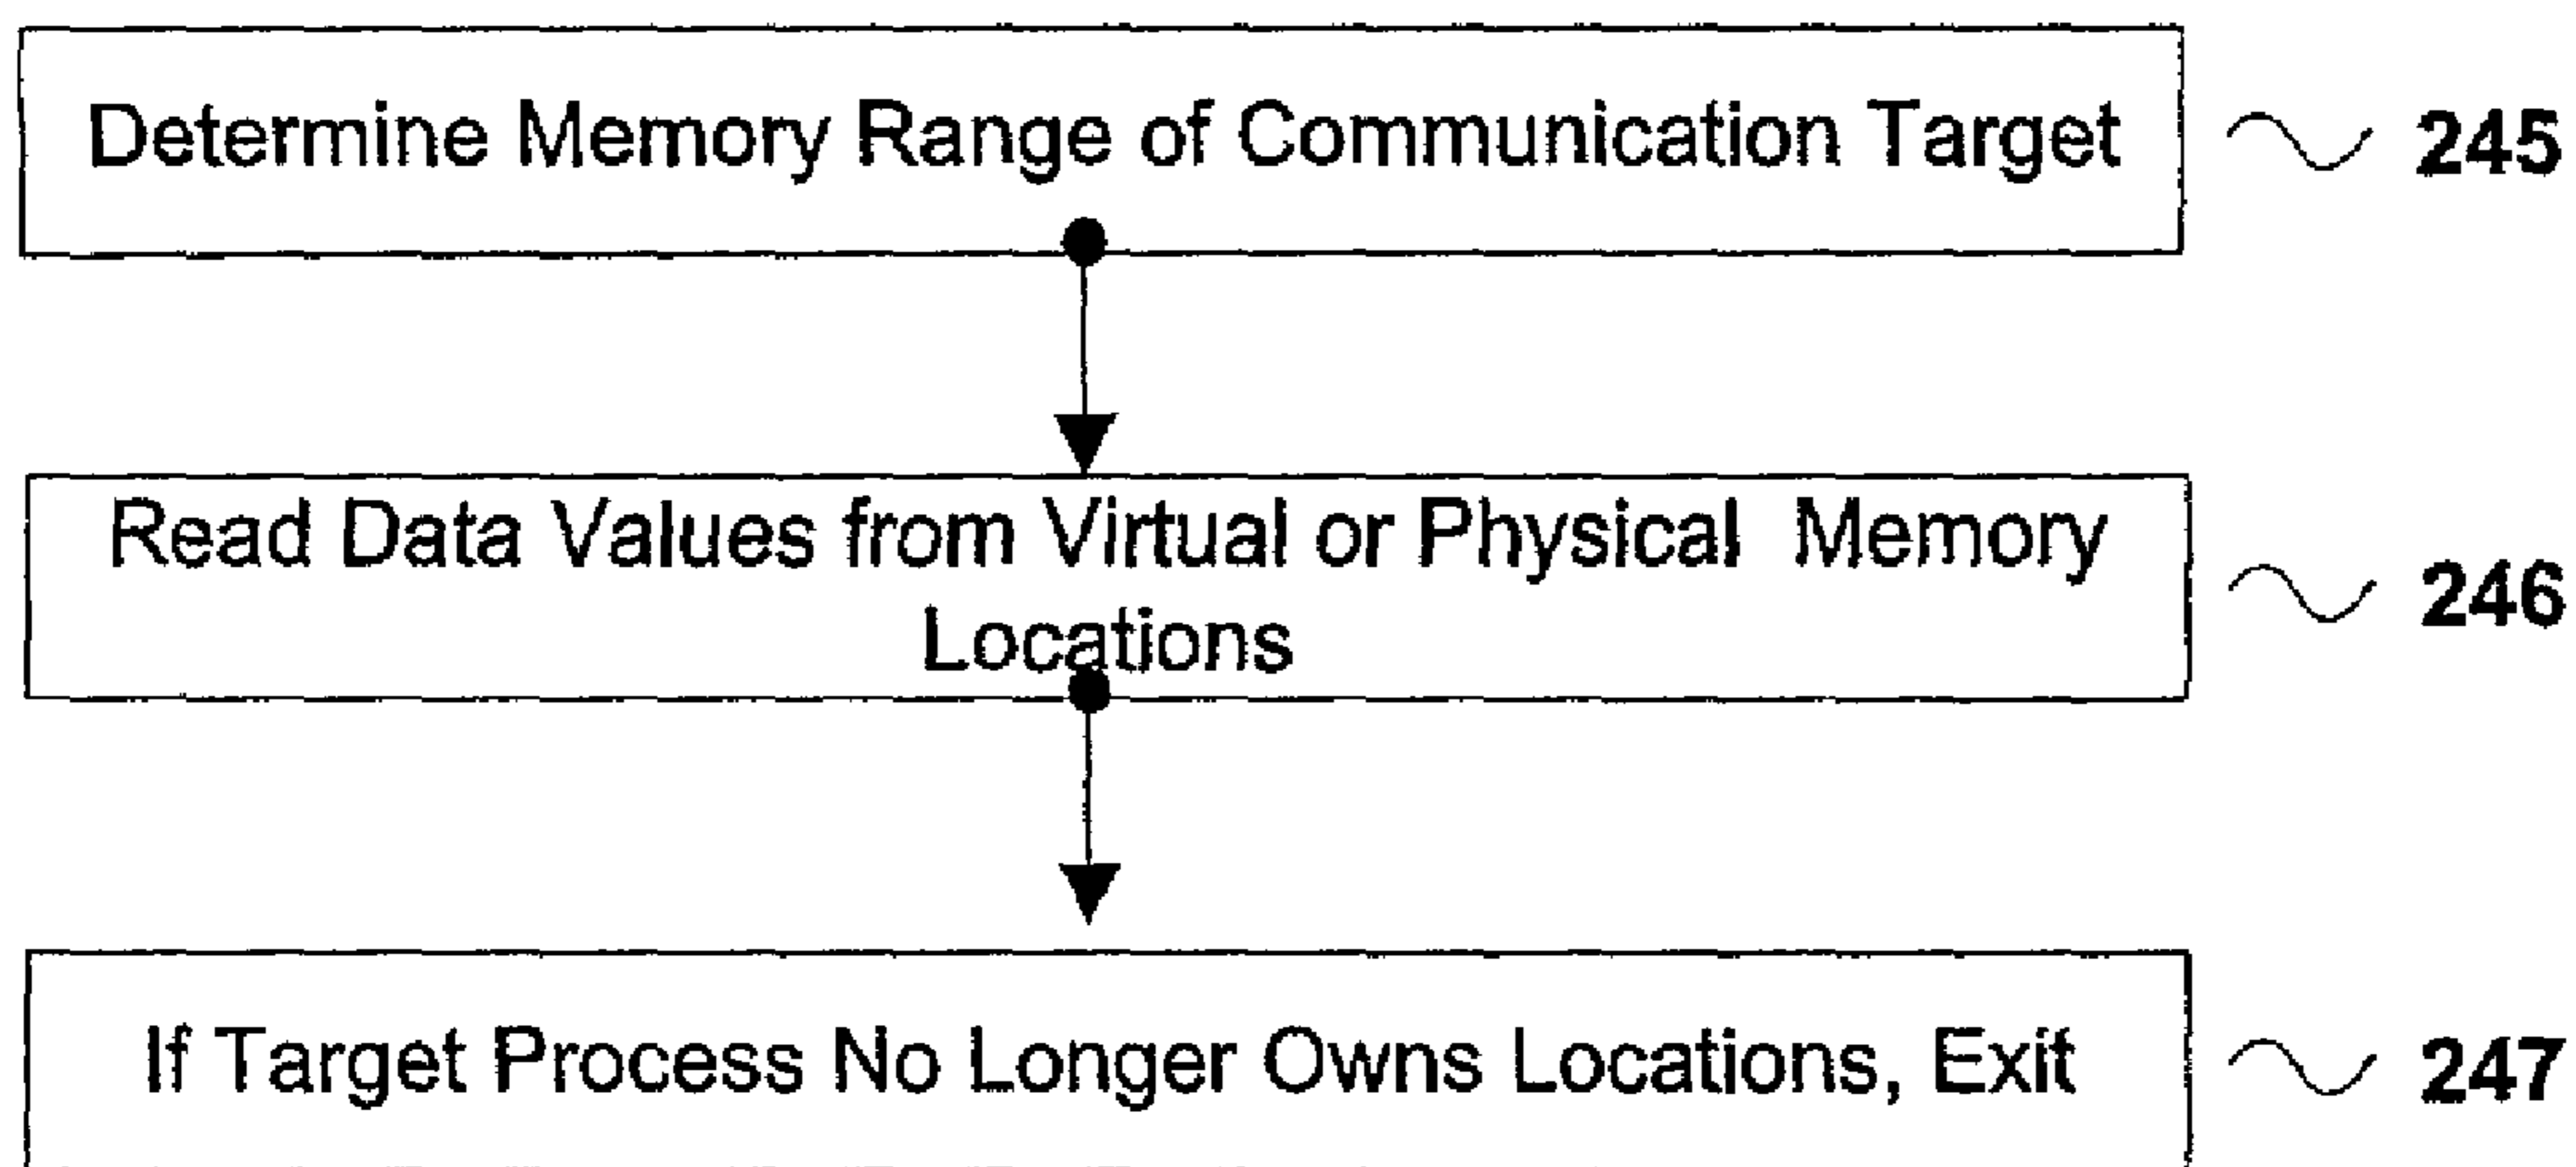 Determine Memory Range of Communication Target 245
Read Data Values from Virtual or Physical Memory
Locations
246
If Target Process No Longer Owns Locations, Exit 247